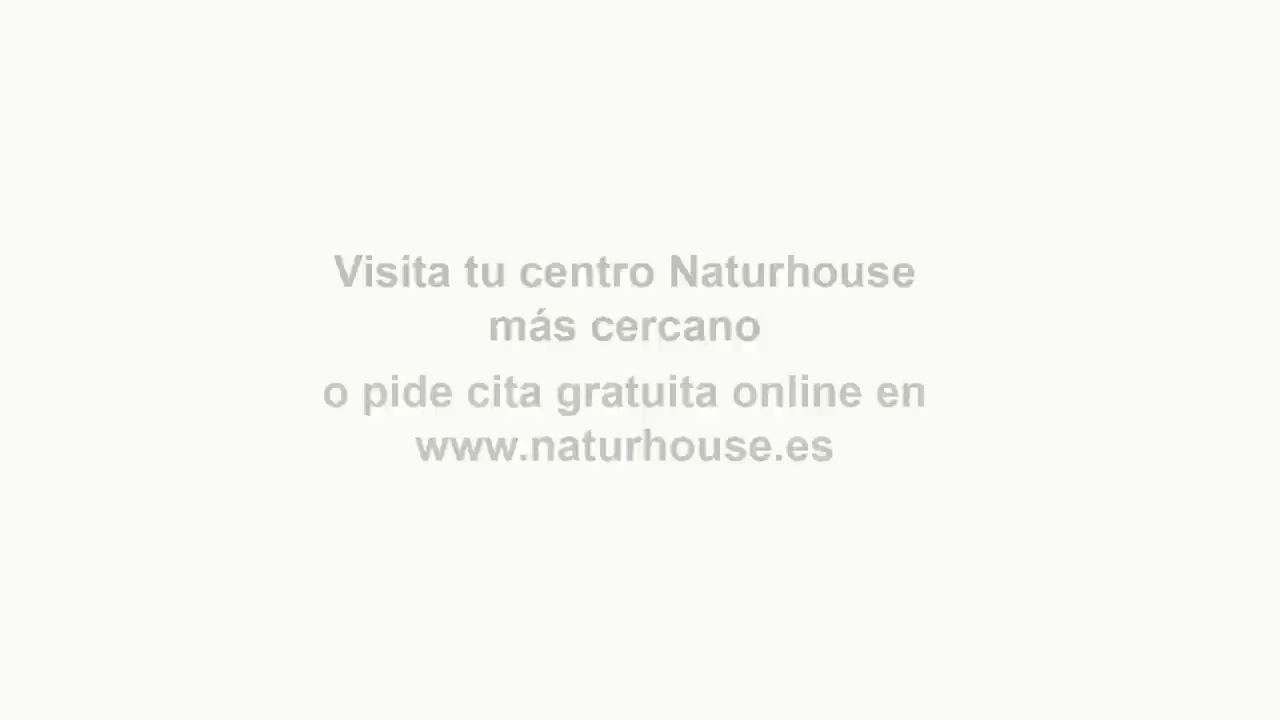 Visita tu centro Naturhouse
más cercano
o pide cita gratuita online en
www.naturhouse.es